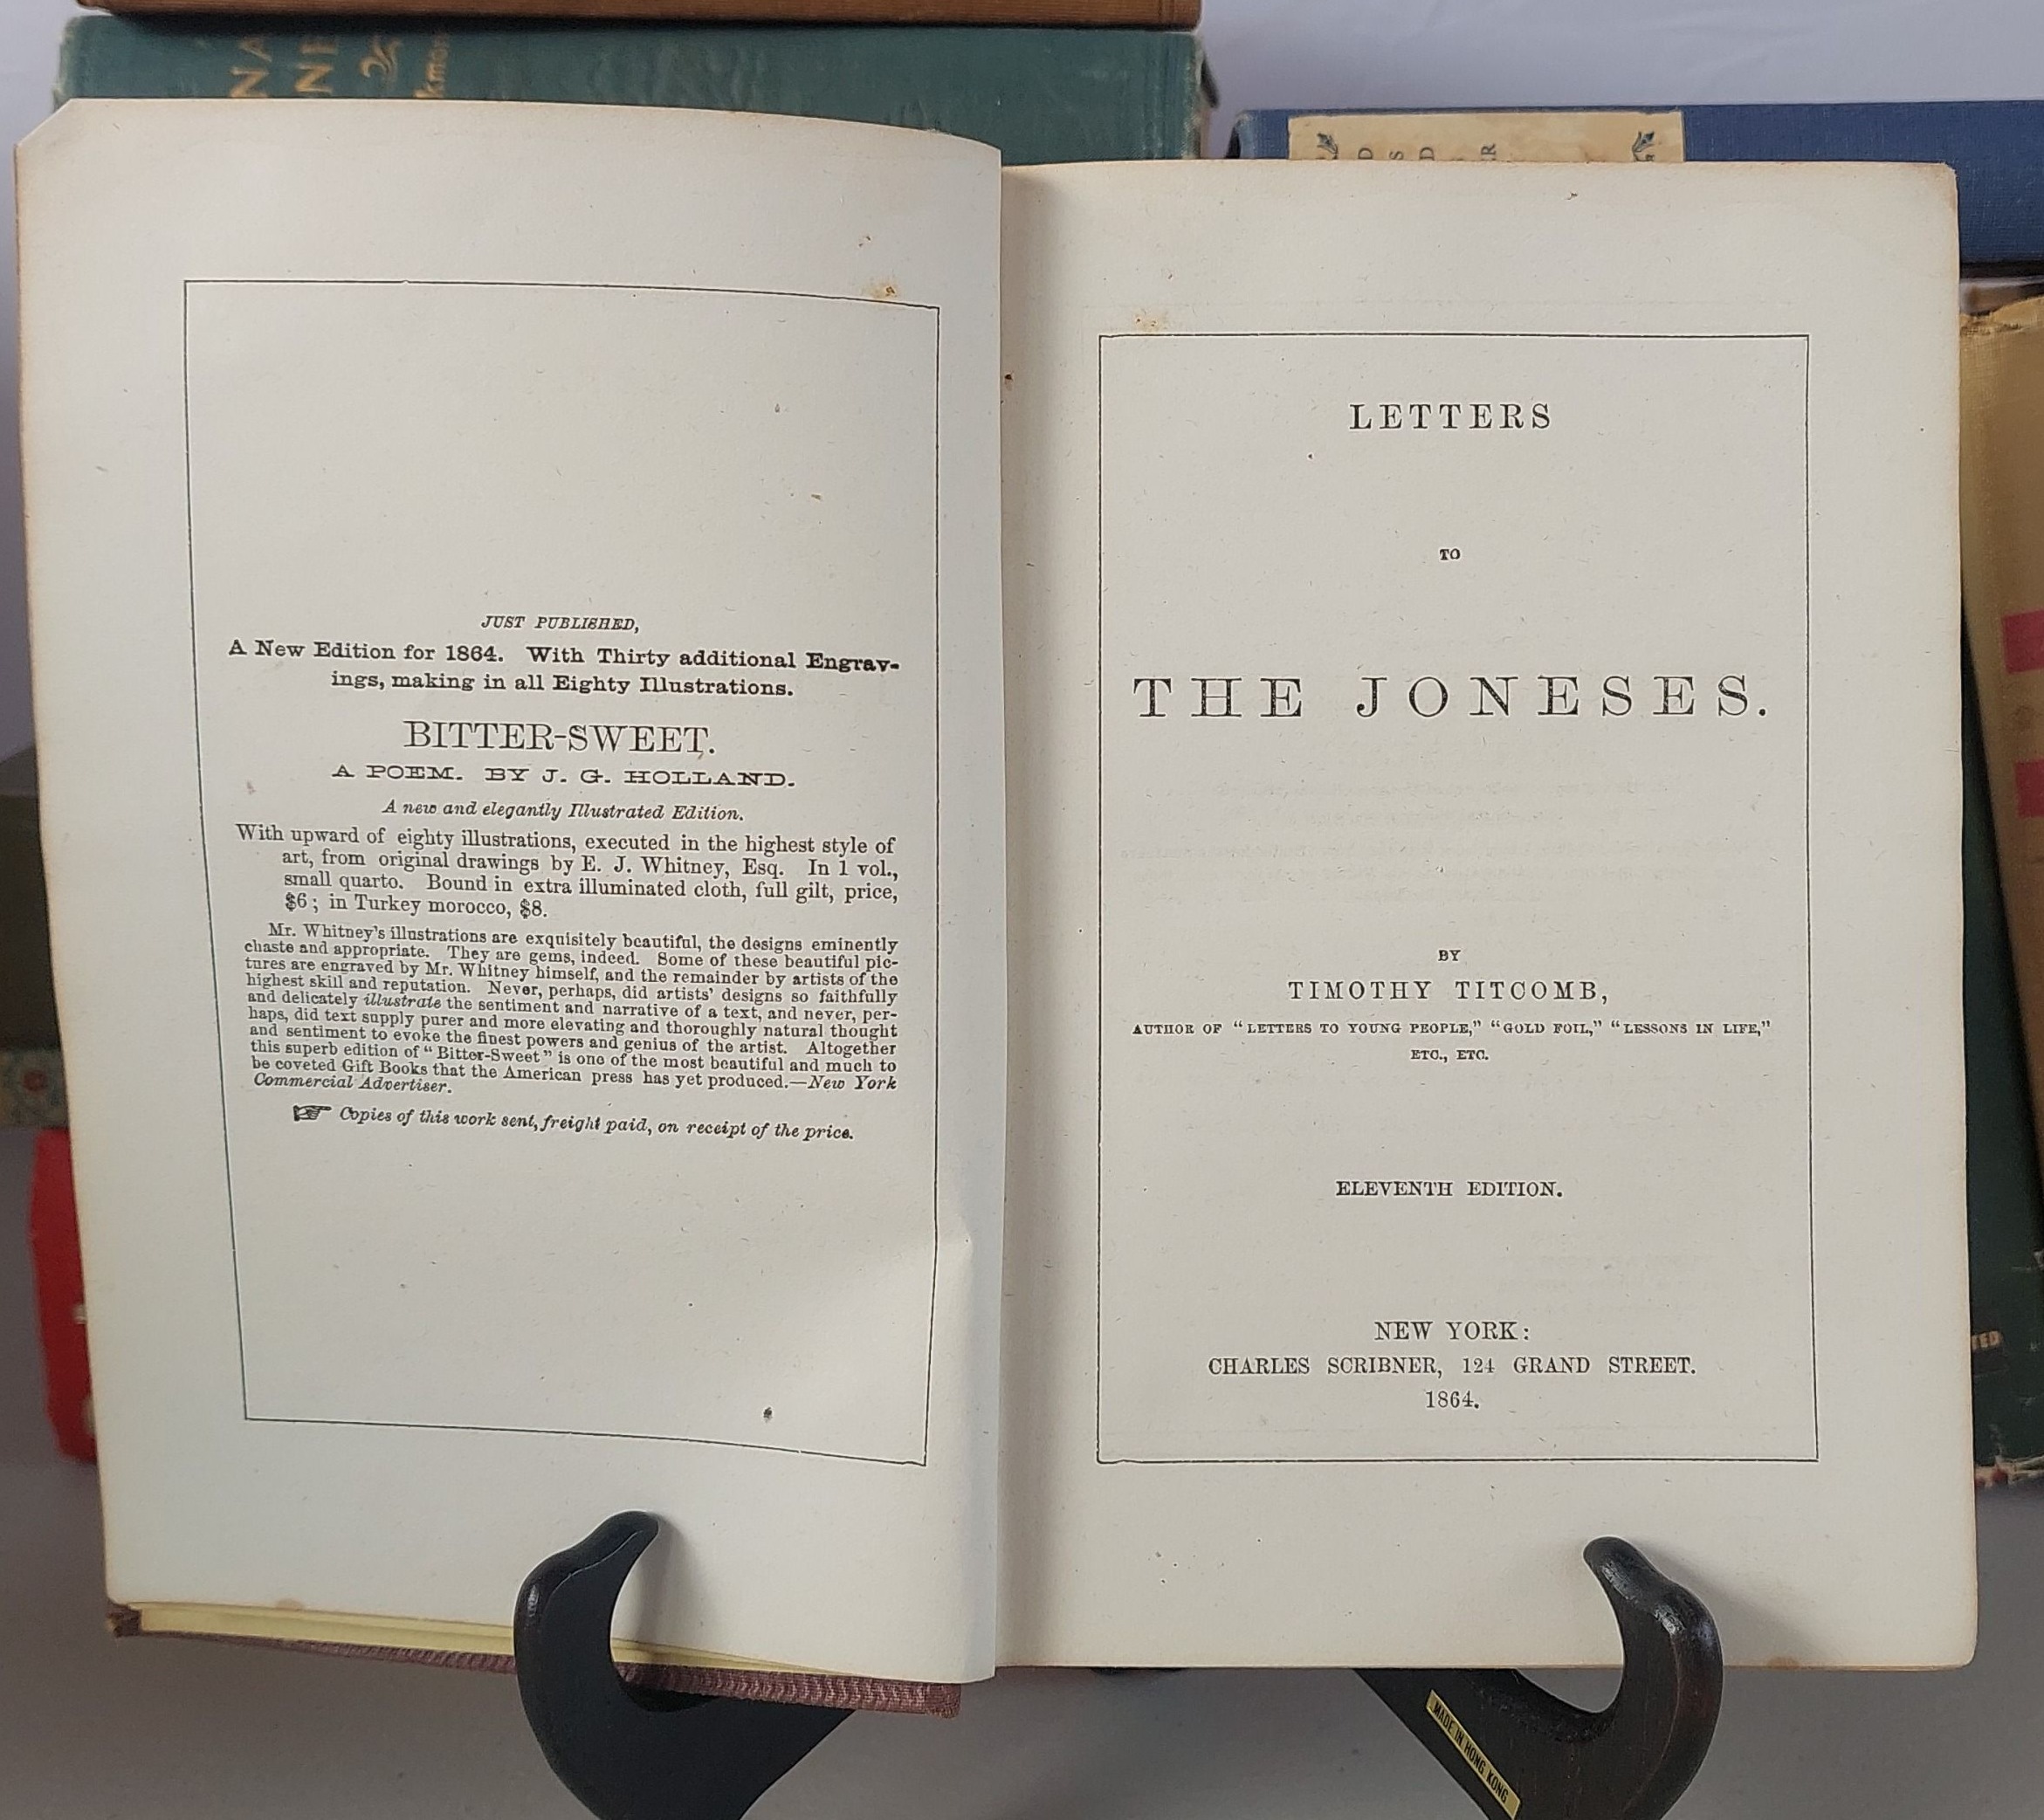 JUST PUBLISHED,
A New Edition for 1864. With Thirty additional Engrav-
ings, making in all Eighty Illustrations.
BITTER-SWEET.
A POEM. BY J. G. HOLLAND.
A new and elegantly Illustrated Edition.
With upward of eighty illustrations, executed in the highest style of
art, from original drawings by E. J. Whitney, Esq. In 1 vol.,
small quarto. Bound in extra illuminated cloth, full gilt, price,
$6; in Turkey morocco, $8.
Mr. Whitney's illustrations are exquisitely beautiful, the designs eminently
chaste and appropriate. They are gems, indeed. Some of these beautiful pic-
tures are engraved by Mr. Whitney himself, and the remainder by artists of the
highest skill and reputation. Never, perhaps, did artists' designs so faithfully
and delicately illustrate the sentiment and narrative of a text, and never, per-
haps, did text supply purer and more elevating and thoroughly natural thought
and sentiment to evoke the finest powers and genius of the artist. Altogether
this superb edition of "Bitter-Sweet" is one of the most beautiful and much to
be coveted Gift Books that the American press has yet produced.—New York
Commercial Advertiser.
☞ Copies of this work sent, freight paid, on receipt of the price.
LETTERS
TO
THE JONESES.
BY
TIMOTHY TITCOMB,
AUTHOR OF "LETTERS TO YOUNG PEOPLE," "GOLD FOIL," "LESSONS IN LIFE,"
ETC., ETC.
ELEVENTH EDITION.
NEW YORK:
CHARLES SCRIBNER, 124 GRAND STREET.
1864.
MADE IN HONG KONG